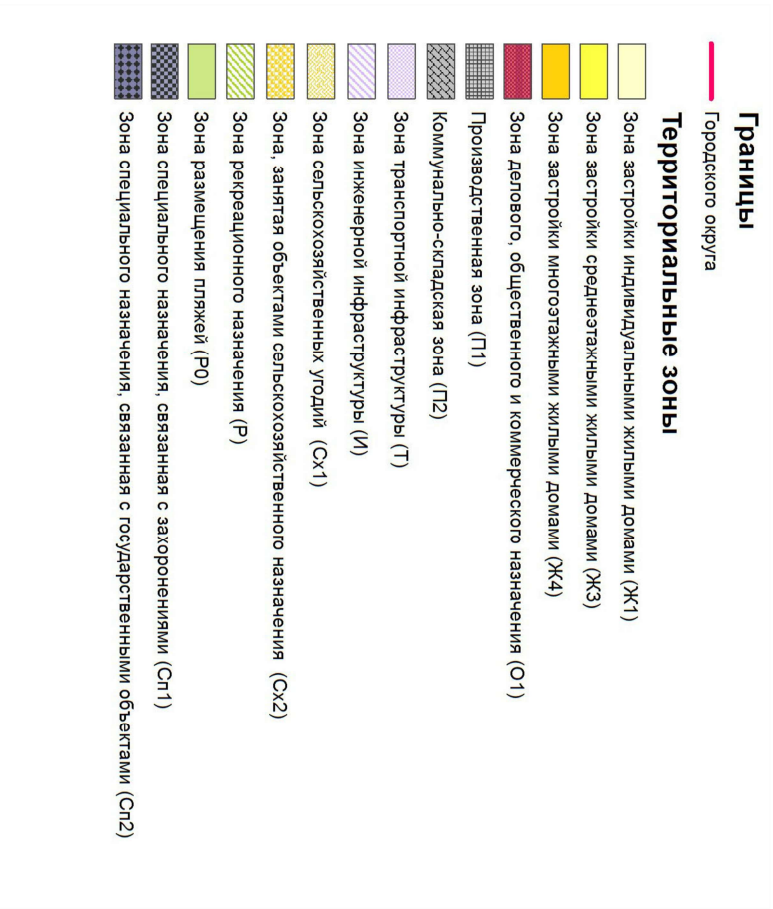 Границы
Городского округа
Территориальные зоны
Зона застройки индивидуальными жилыми домами (Ж1)
Зона застройки среднеэтажными жилыми домами (Ж3)
Зона застройки многоэтажными жилыми домами (Ж4)
Зона делового, общественного и коммерческого назначения (О1)
Производственная зона (П1)
Коммунально-складская зона (П2)
Зона транспортной инфраструктуры (Т)
Зона инженерной инфраструктуры (И)
Зона сельскохозяйственных угодий (Сх1)
Зона, занятая объектами сельскохозяйственного назначения (Сх2)
Зона рекреационного назначения (Р)
Зона размещения пляжей (Р0)
Зона специального назначения, связанная с захоронениями (Сп1)
Зона специального назначения, связанная с государственными объектами (Сп2)